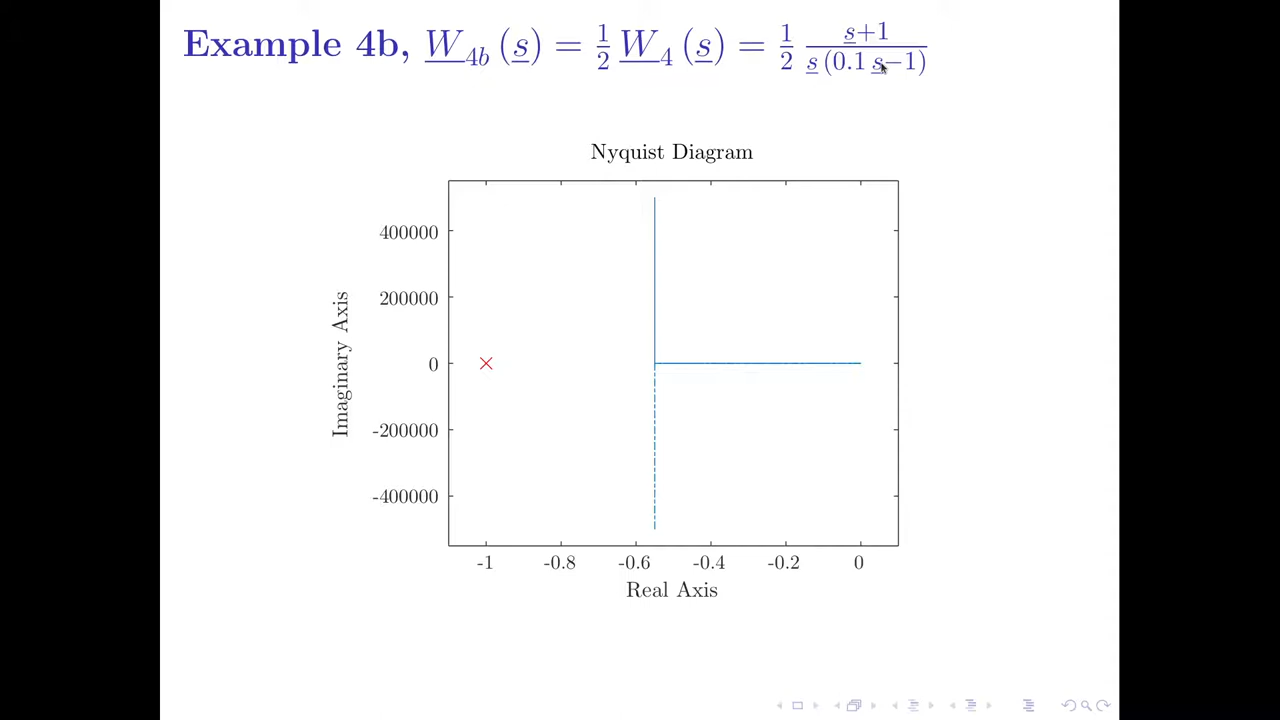 Example 4b, W_4b (s) = 1/2 W_4 (s) = 1/2 (s+1)/(s (0.1 s−1))
Nyquist Diagram
400000
200000
0
-200000
-400000
Imaginary Axis
-1 -0.8 -0.6 -0.4 -0.2 0
Real Axis